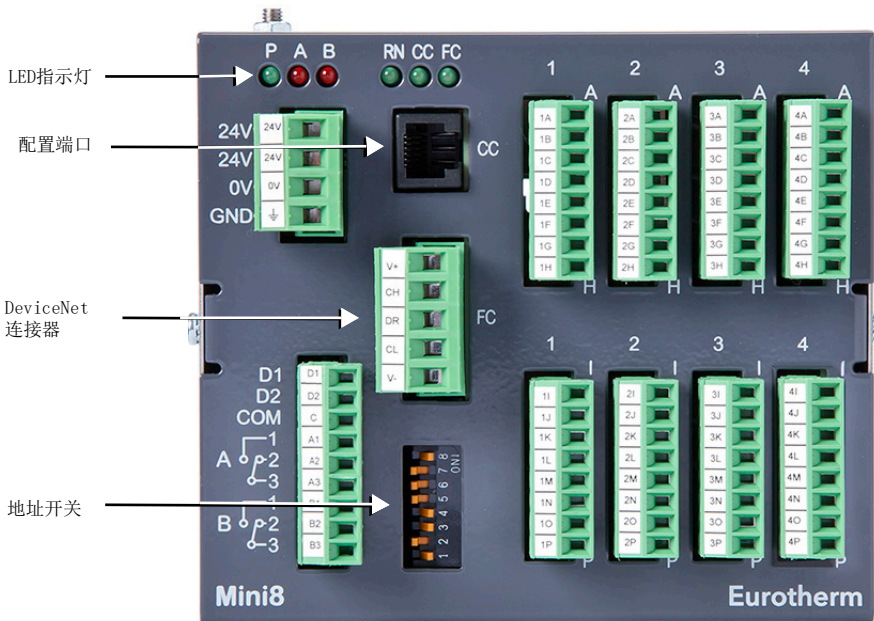 P A B
RN CC FC
LED指示灯
1 2 3 4
A A A A
24V 24V
24V 24V
0V 0V
GND
配置端口
CC
1A 2A 3A 4A
1B 2B 3B 4B
1C 2C 3C 4C
1D 2D 3D 4D
1E 2E 3E 4E
1F 2F 3F 4F
1G 2G 3G 4G
1H 2H 3H 4H
H H H H
V+
CH
DR
CL
V-
FC
DeviceNet
连接器
1 2 3 4
I I I I
D1 D1
D2 D2
COM C
1 A1
A 2 A2
3 A3
1
B 2 B2
3 B3
1I 2I 3I 4I
1J 2J 3J 4J
1K 2K 3K 4K
1L 2L 3L 4L
1M 2M 3M 4M
1N 2N 3N 4N
1O 2O 3O 4O
1P 2P 3P 4P
P P P P
地址开关
1 2 3 4 5 6 7 8
ON
Mini8
Eurotherm